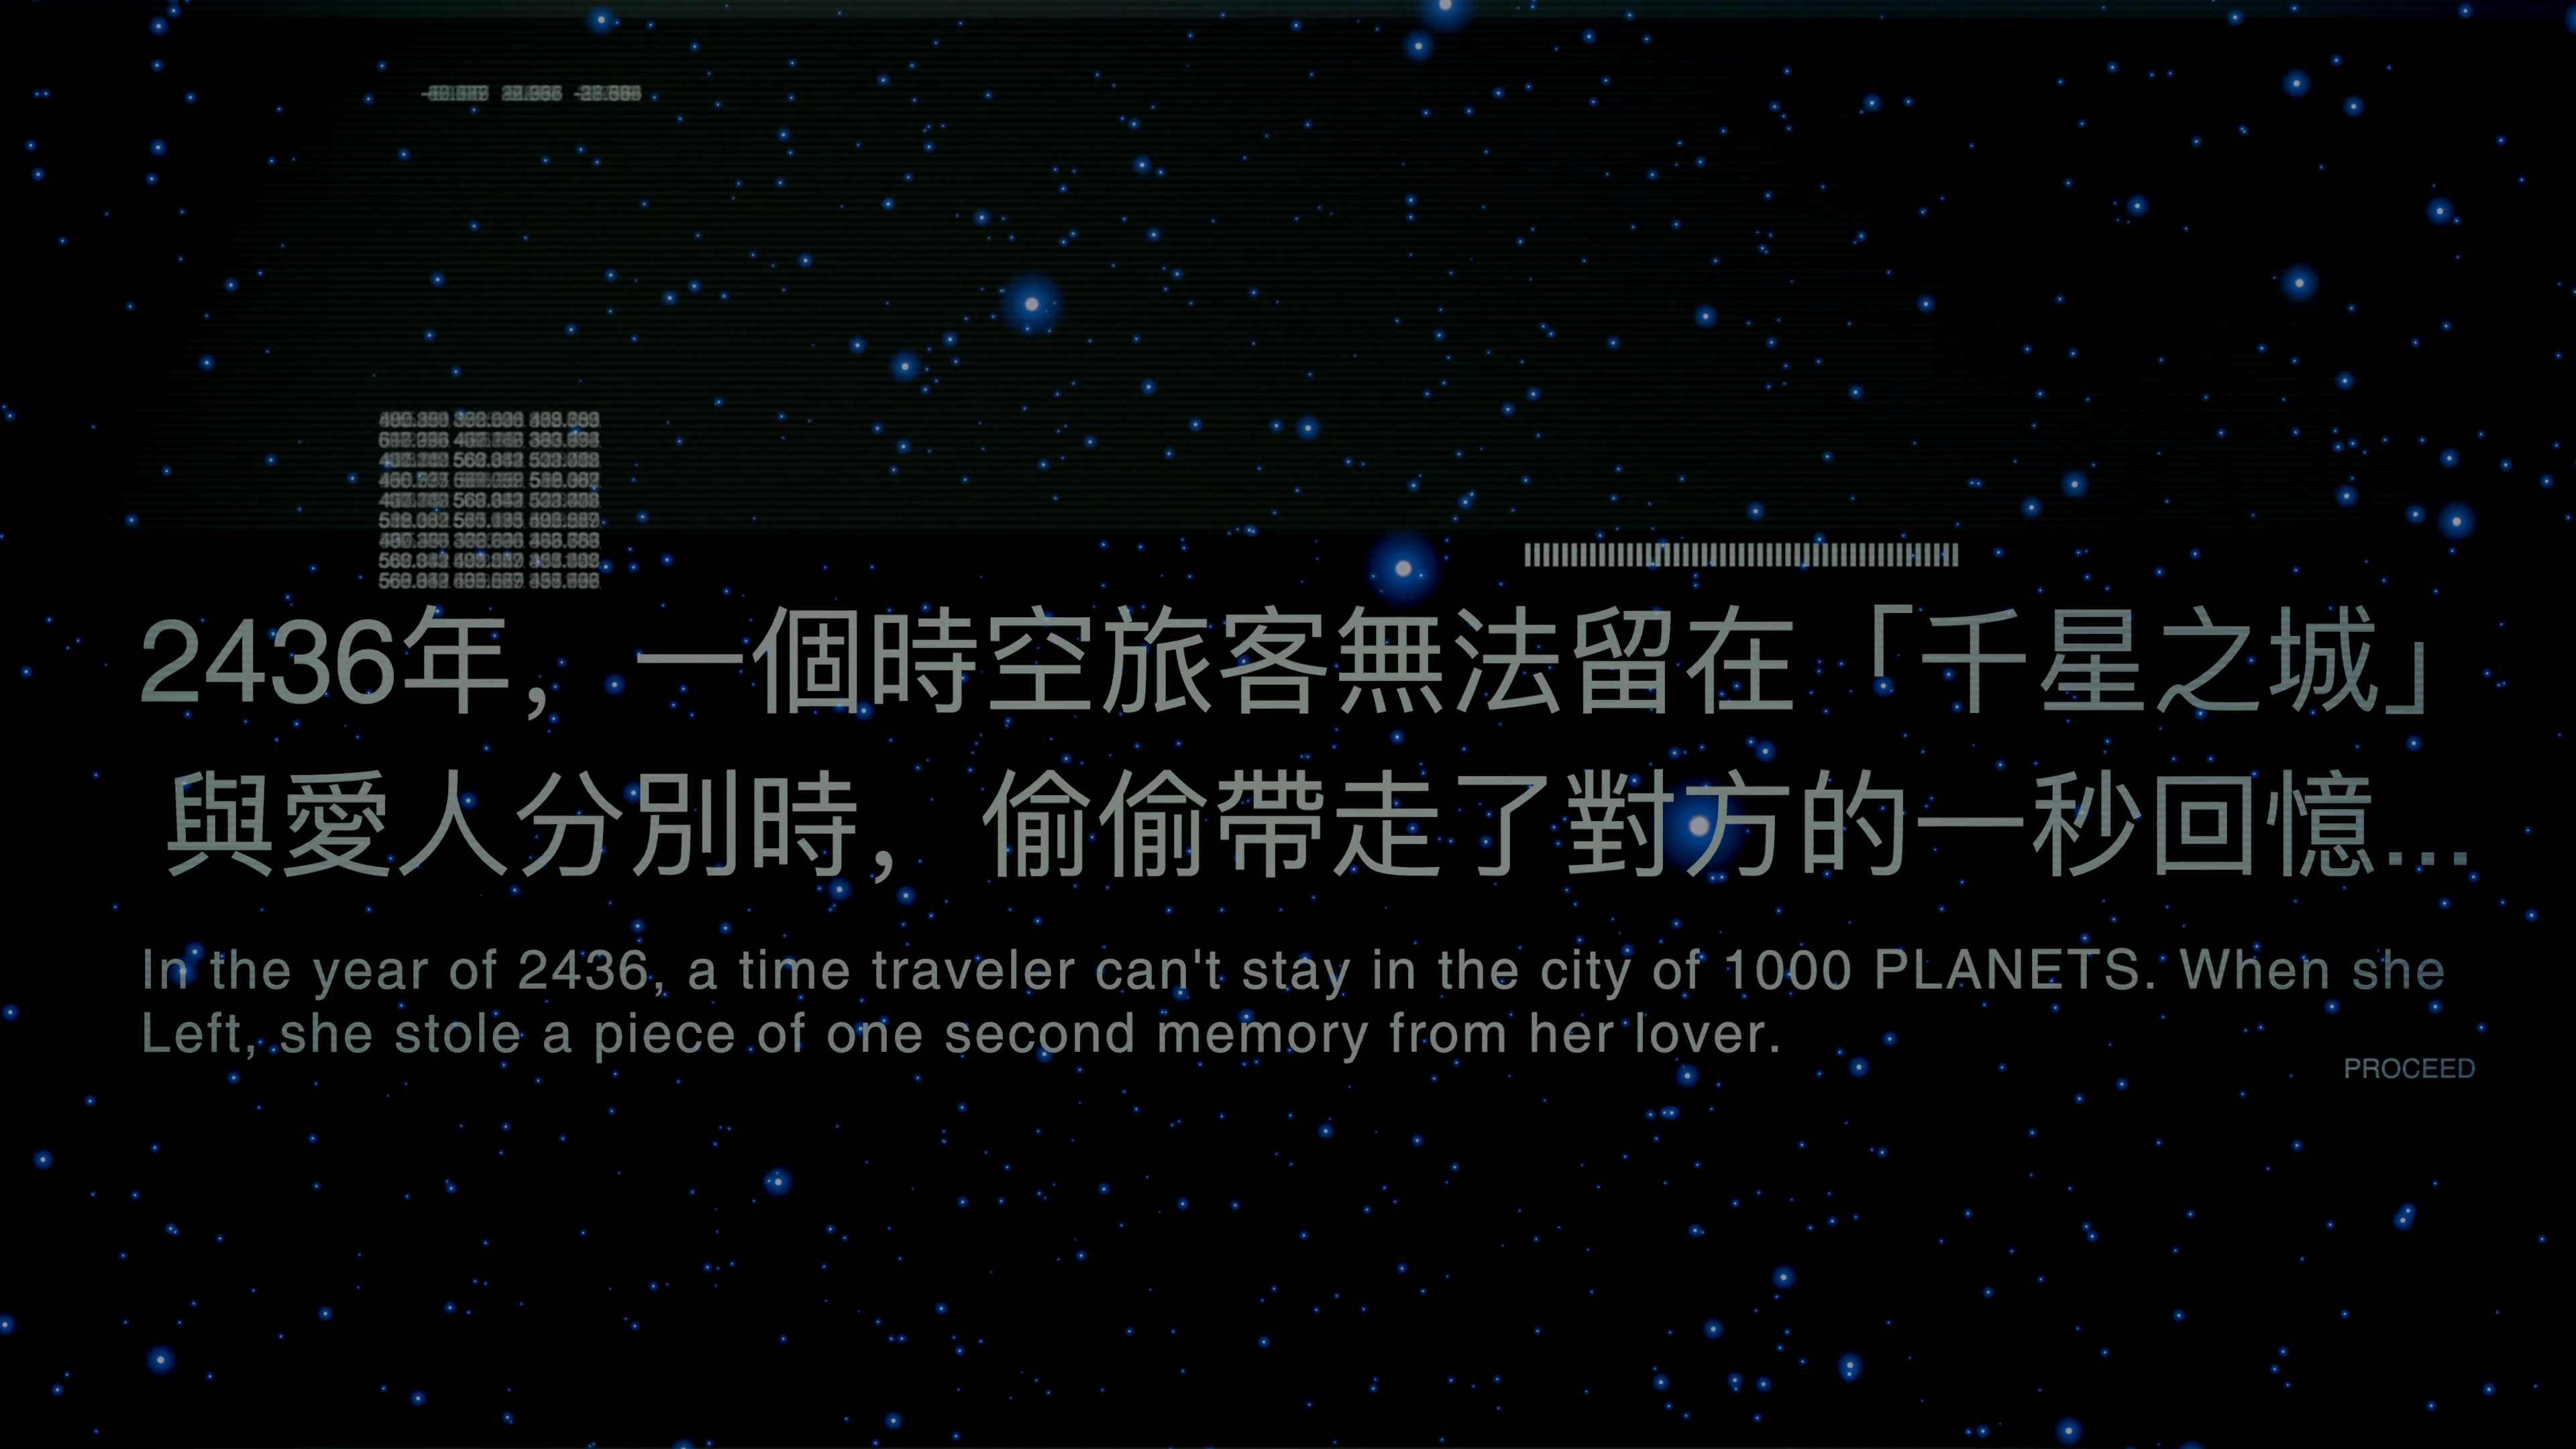 2436年，一個時空旅客無法留在「千星之城」
與愛人分別時，偷偷帶走了對方的一秒回憶...
In the year of 2436, a time traveler can't stay in the city of 1000 PLANETS. When she
Left, she stole a piece of one second memory from her lover.
PROCEED